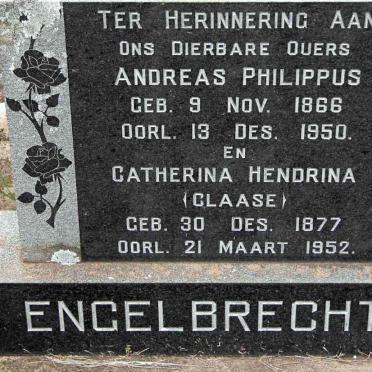 TER HERINNERING AAN
ONS DIERBARE OUERS
ANDREAS PHILIPPUS
GEB. 9 NOV. 1866
OORL. 13 DES. 1950.
EN
CATHERINA HENDRINA
(CLAASE)
GEB. 30 DES. 1877
OORL. 21 MAART 1952.
ENGELBRECHT